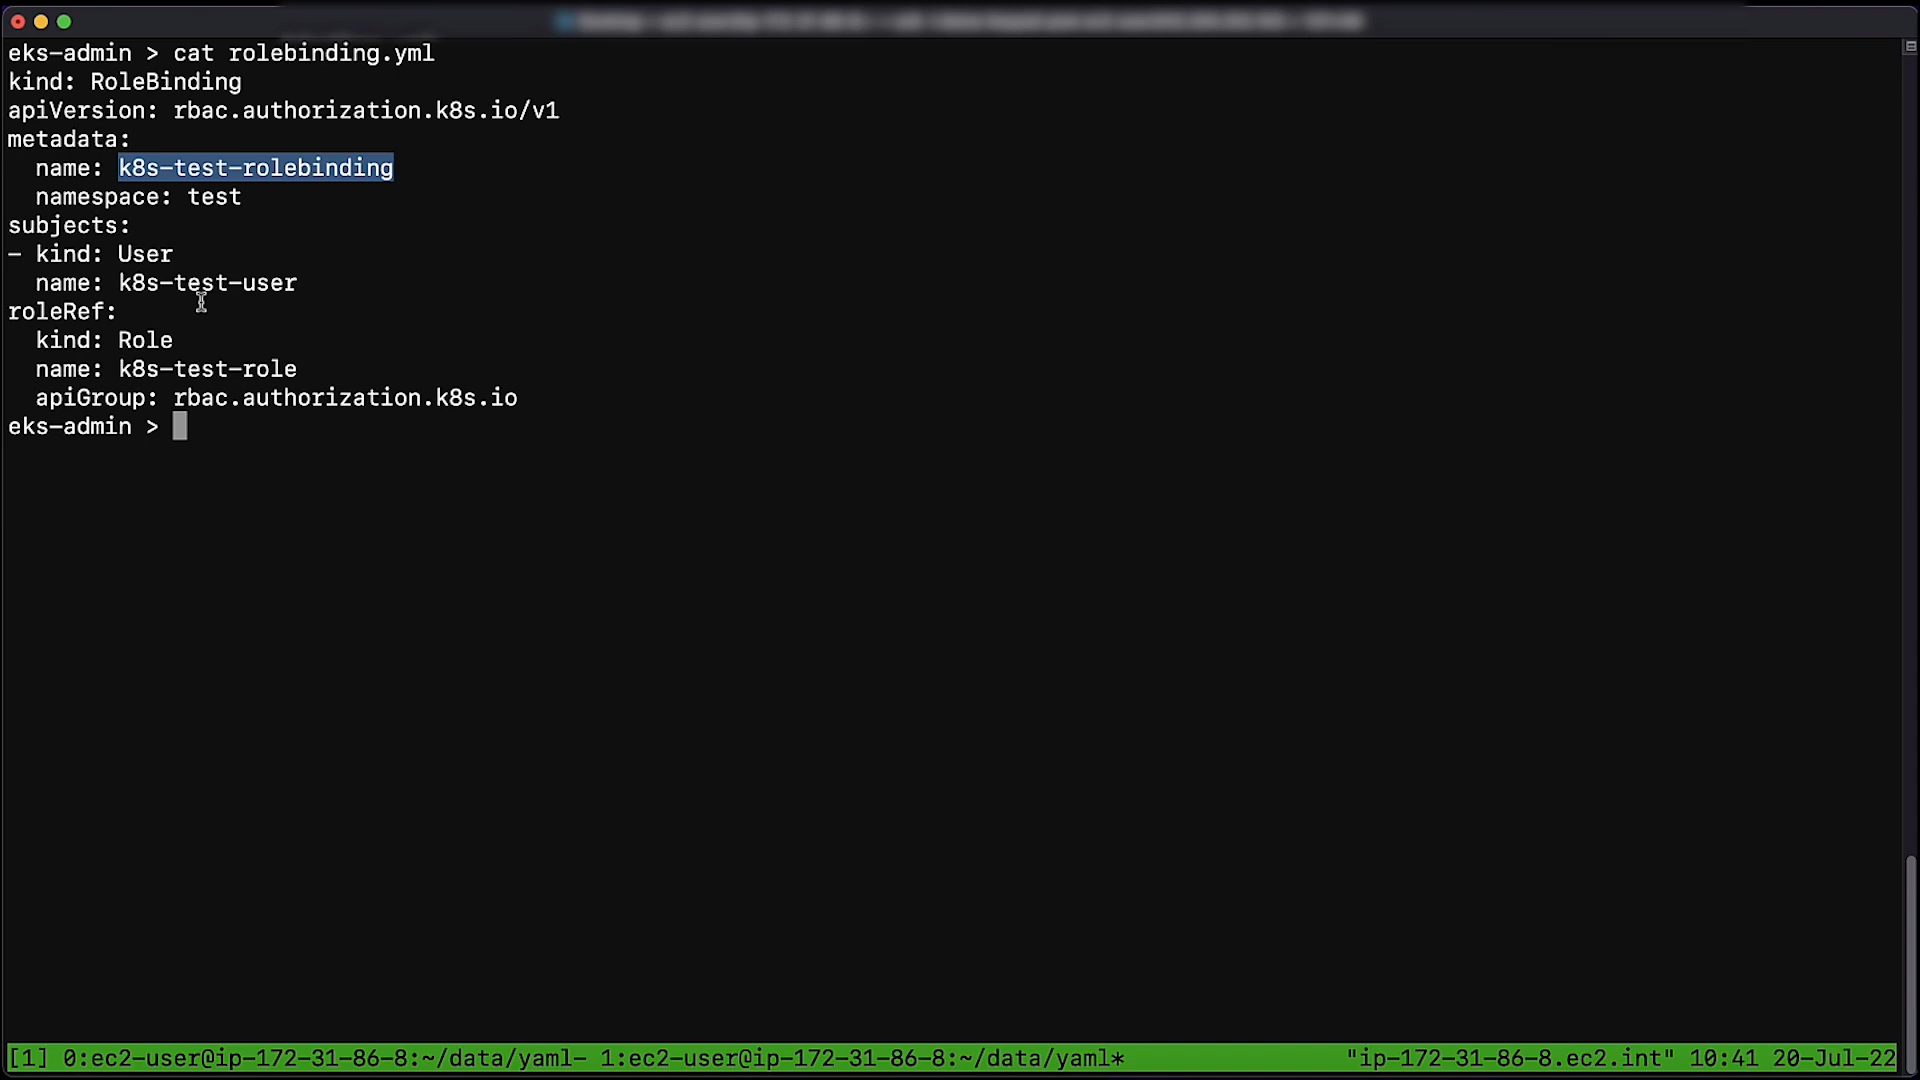 eks-admin > cat rolebinding.yml
kind: RoleBinding
apiVersion: rbac.authorization.k8s.io/v1
metadata:
  name: k8s-test-rolebinding
  namespace: test
subjects:
- kind: User
  name: k8s-test-user
roleRef:
  kind: Role
  name: k8s-test-role
  apiGroup: rbac.authorization.k8s.io
eks-admin >
[1] 0:ec2-user@ip-172-31-86-8:~/data/yaml- 1:ec2-user@ip-172-31-86-8:~/data/yaml* "ip-172-31-86-8.ec2.int" 10:41 20-Jul-22